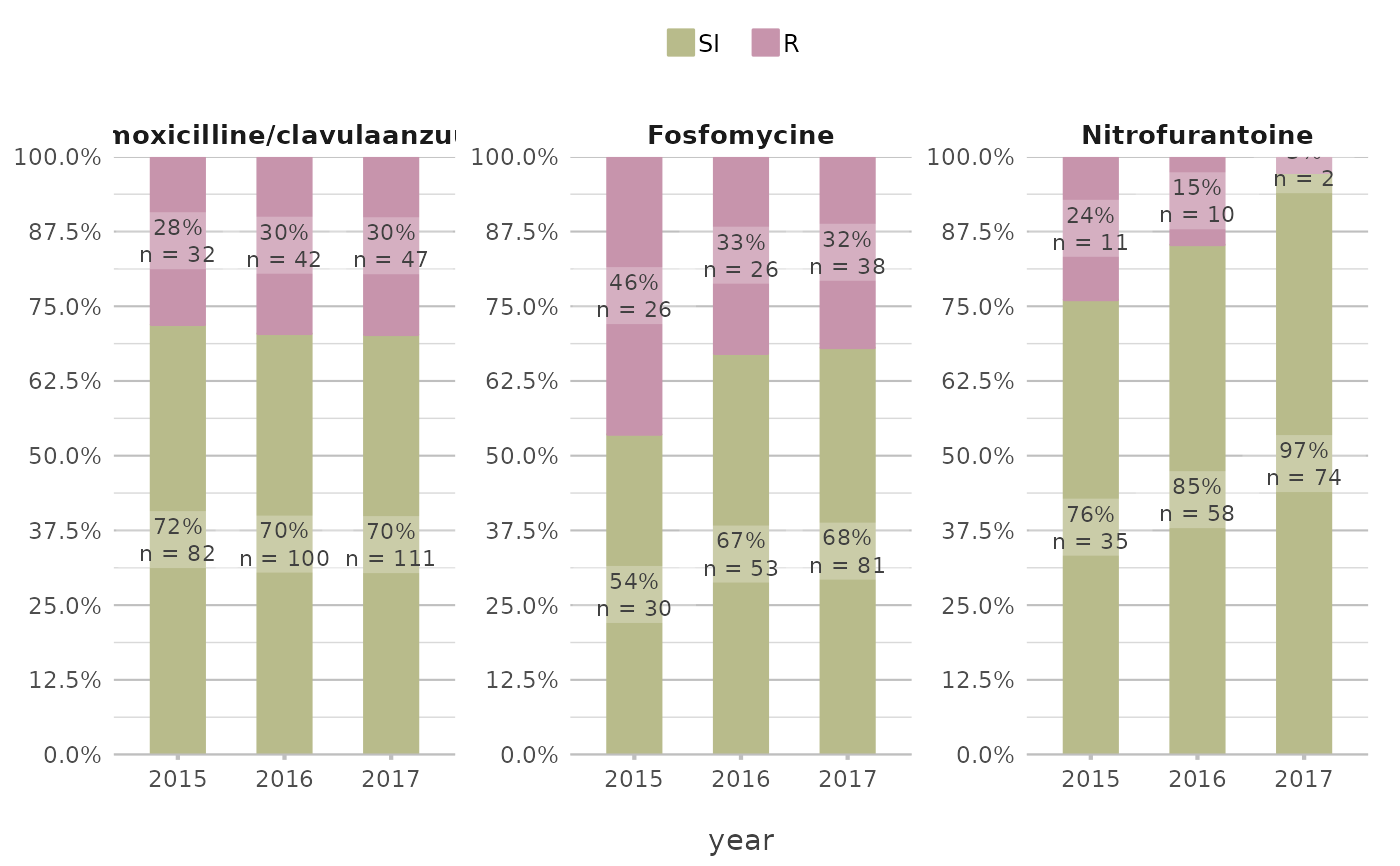 SI R
moxicilline/clavulaanzuu Fosfomycine Nitrofurantoine
100.0% 100.0% 100.0%
87.5% 87.5% 87.5%
75.0% 75.0% 75.0%
62.5% 62.5% 62.5%
50.0% 50.0% 50.0%
37.5% 37.5% 37.5%
25.0% 25.0% 25.0%
12.5% 12.5% 12.5%
0.0% 0.0% 0.0%
28%
n = 32
30%
n = 42
30%
n = 47
72%
n = 82
70%
n = 100
70%
n = 111
46%
n = 26
33%
n = 26
32%
n = 38
54%
n = 30
67%
n = 53
68%
n = 81
24%
n = 11
15%
n = 10
n = 2
76%
n = 35
85%
n = 58
97%
n = 74
2015 2016 2017 2015 2016 2017 2015 2016 2017
year